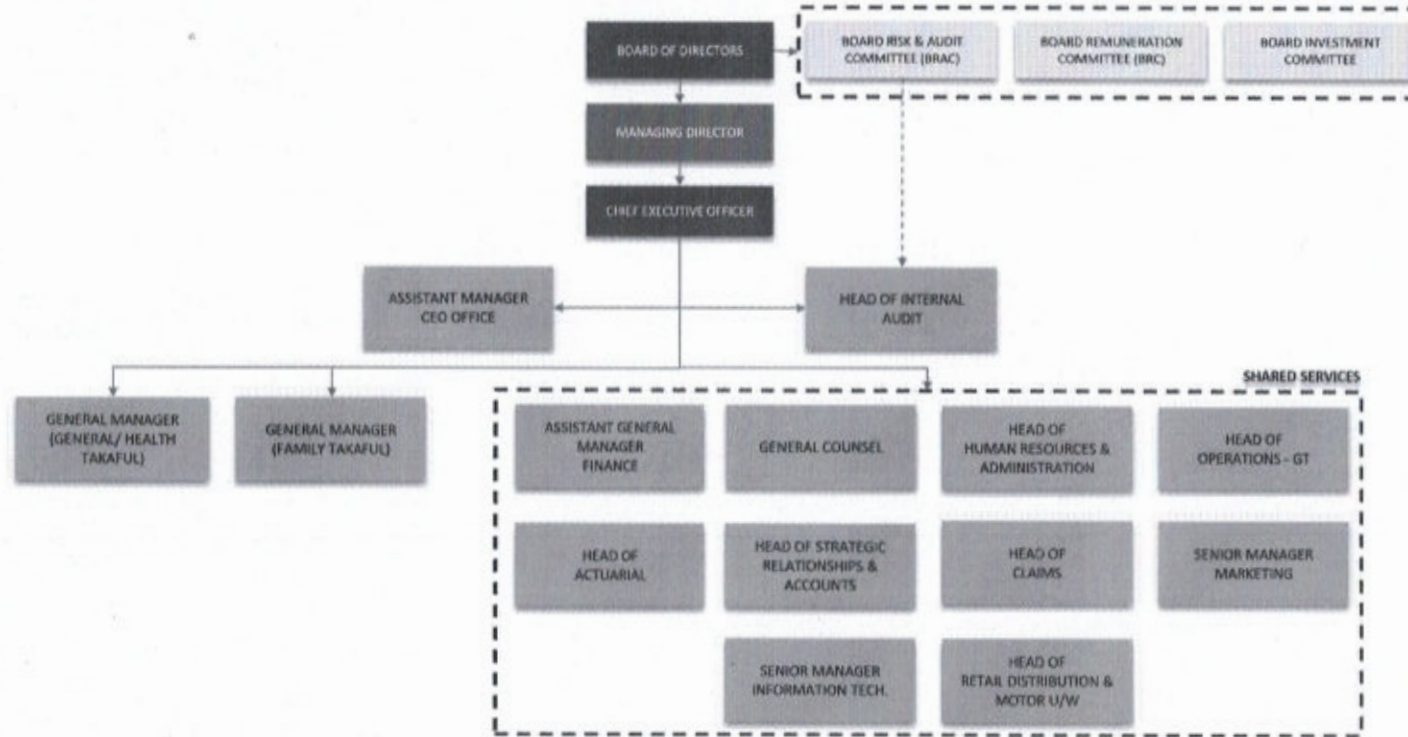 BOARD OF DIRECTORS
BOARD RISK & AUDIT
COMMITTEE (BRAC)
BOARD REMUNERATION
COMMITTEE (BRC)
BOARD INVESTMENT
COMMITTEE
MANAGING DIRECTOR
CHIEF EXECUTIVE OFFICER
ASSISTANT MANAGER
CEO OFFICE
HEAD OF INTERNAL
AUDIT
GENERAL MANAGER
(GENERAL/ HEALTH
TAKAFUL)
GENERAL MANAGER
(FAMILY TAKAFUL)
SHARED SERVICES
ASSISTANT GENERAL
MANAGER
FINANCE
GENERAL COUNSEL
HEAD OF
HUMAN RESOURCES &
ADMINISTRATION
HEAD OF
OPERATIONS - GT
HEAD OF
ACTUARIAL
HEAD OF STRATEGIC
RELATIONSHIPS &
ACCOUNTS
HEAD OF
CLAIMS
SENIOR MANAGER
MARKETING
SENIOR MANAGER
INFORMATION TECH.
HEAD OF
RETAIL DISTRIBUTION &
MOTOR U/W